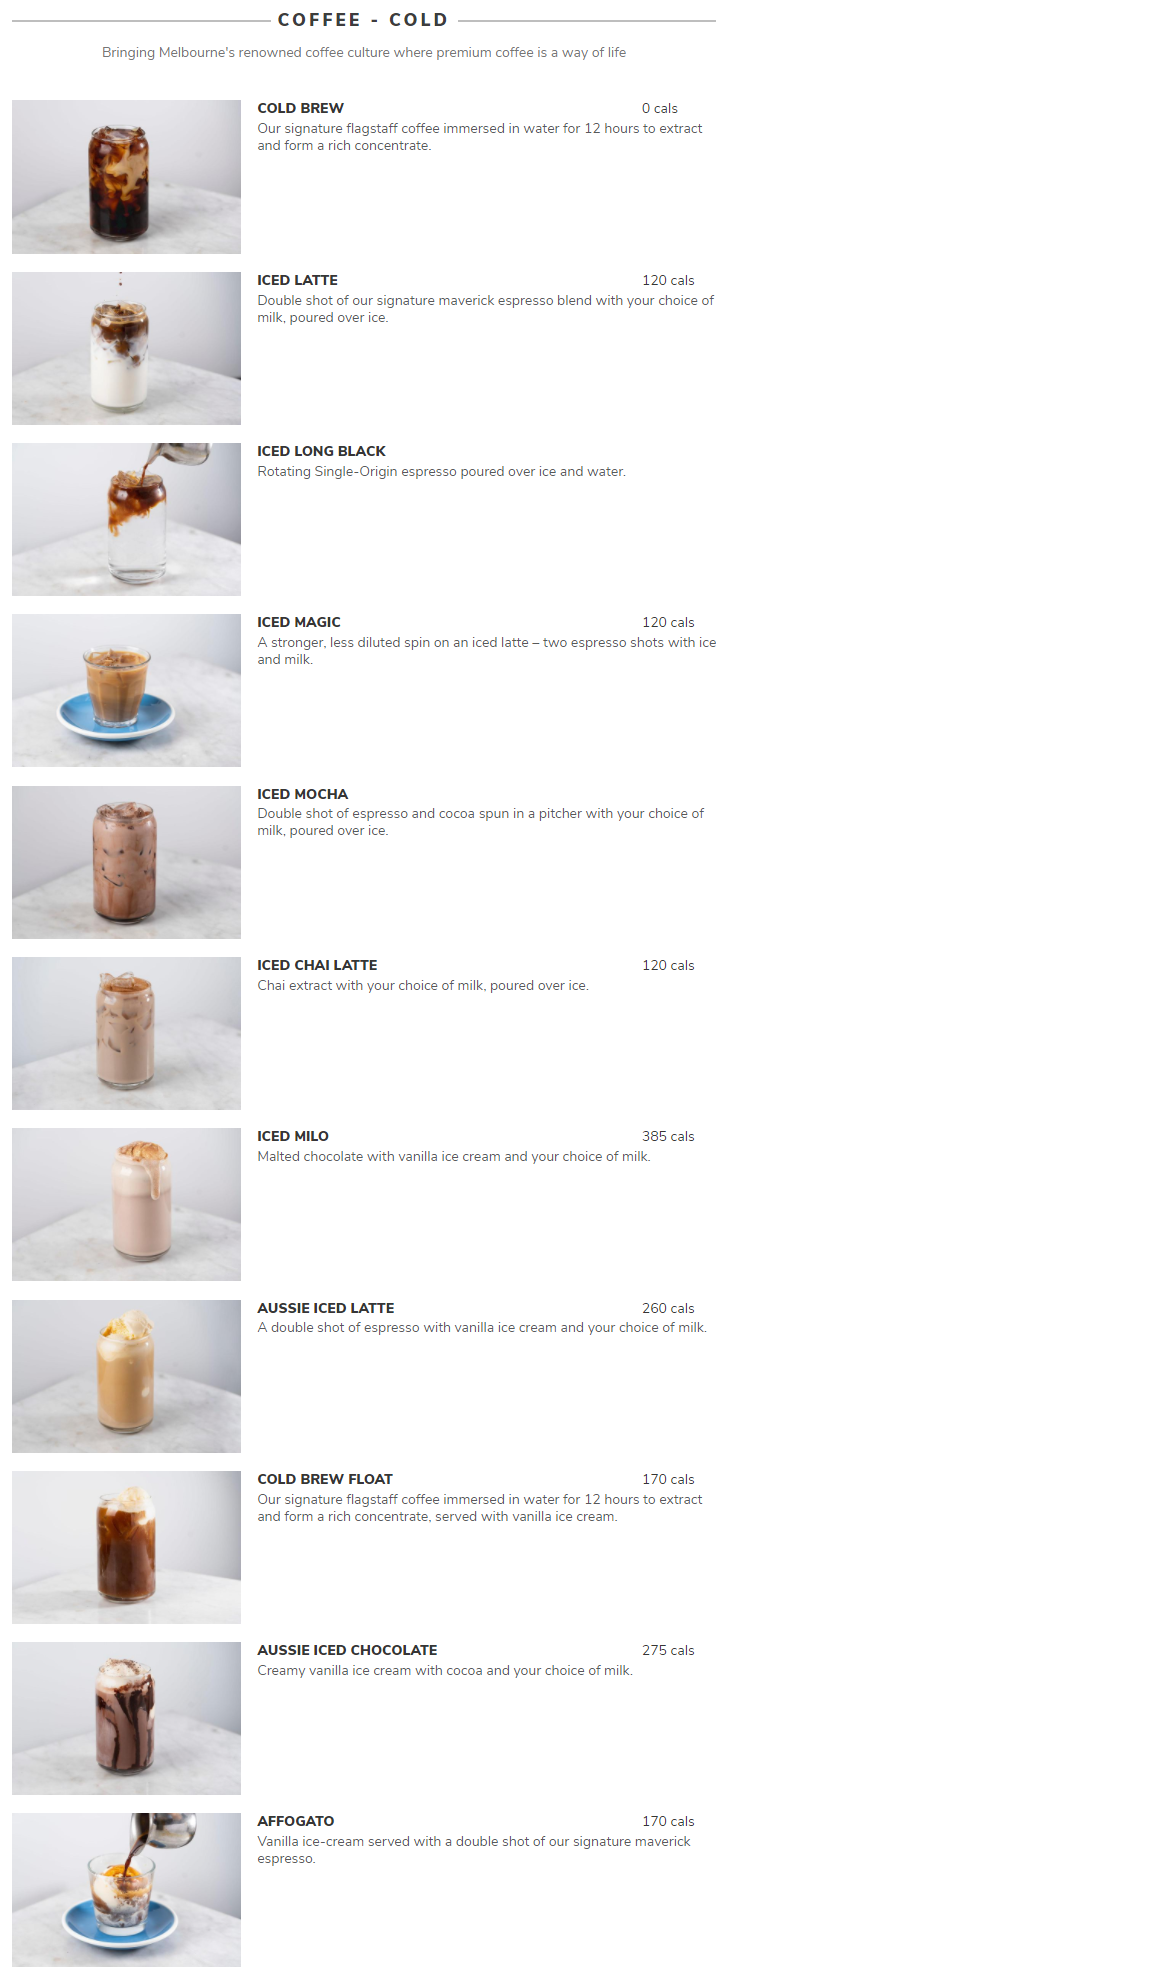 COFFEE - COLD
Bringing Melbourne's renowned coffee culture where premium coffee is a way of life
COLD BREW 0 cals
Our signature flagstaff coffee immersed in water for 12 hours to extract
and form a rich concentrate.
ICED LATTE 120 cals
Double shot of our signature maverick espresso blend with your choice of
milk, poured over ice.
ICED LONG BLACK
Rotating Single-Origin espresso poured over ice and water.
ICED MAGIC 120 cals
A stronger, less diluted spin on an iced latte – two espresso shots with ice
and milk.
ICED MOCHA
Double shot of espresso and cocoa spun in a pitcher with your choice of
milk, poured over ice.
ICED CHAI LATTE 120 cals
Chai extract with your choice of milk, poured over ice.
ICED MILO 385 cals
Malted chocolate with vanilla ice cream and your choice of milk.
AUSSIE ICED LATTE 260 cals
A double shot of espresso with vanilla ice cream and your choice of milk.
COLD BREW FLOAT 170 cals
Our signature flagstaff coffee immersed in water for 12 hours to extract
and form a rich concentrate, served with vanilla ice cream.
AUSSIE ICED CHOCOLATE 275 cals
Creamy vanilla ice cream with cocoa and your choice of milk.
AFFOGATO 170 cals
Vanilla ice-cream served with a double shot of our signature maverick
espresso.